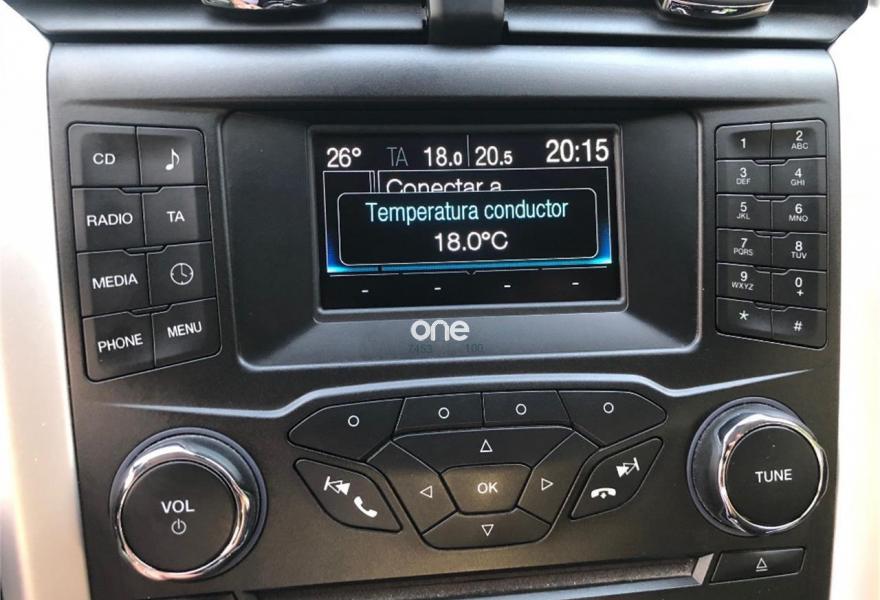 26° TA 18.0 20.5 20:15
Conectar a
Temperatura conductor
18.0°C
- - - -
one
CD
RADIO TA
MEDIA
PHONE MENU
1 2 ABC
3 DEF 4 GHI
5 JKL 6 MNO
7 PQRS 8 TUV
9 WXYZ 0 +
* #
VOL
OK
TUNE